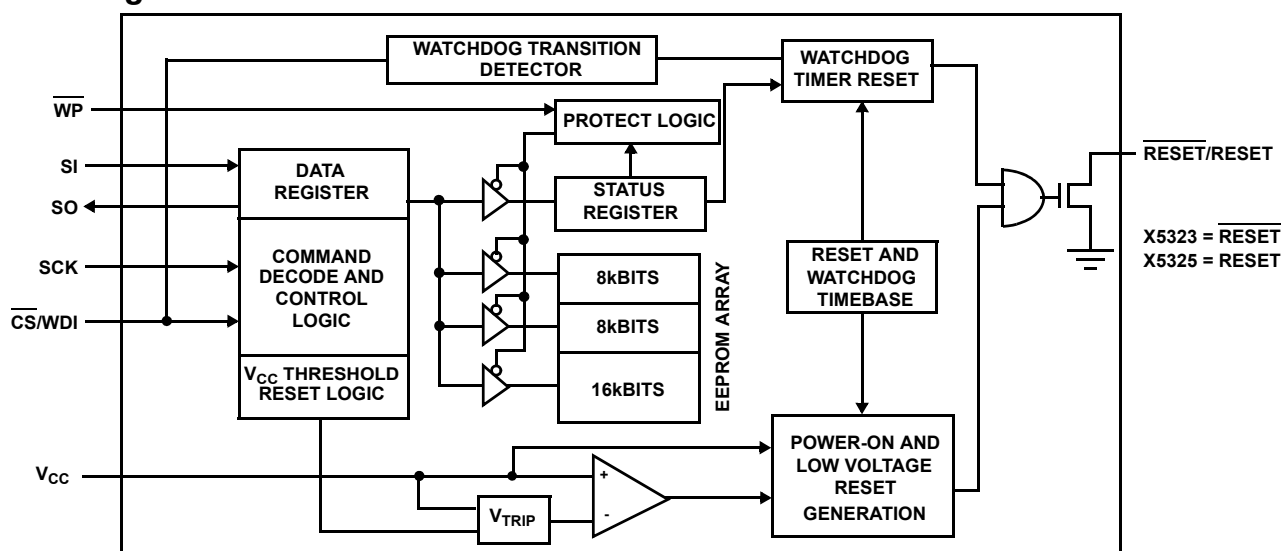 WATCHDOG TRANSITION
DETECTOR
WATCHDOG
TIMER RESET
WP
PROTECT LOGIC
SI
DATA
REGISTER
STATUS
REGISTER
RESET/RESET
SO
X5323 = RESET
X5325 = RESET
SCK
COMMAND
DECODE AND
CONTROL
LOGIC
8kBITS
8kBITS
16kBITS
EEPROM ARRAY
RESET AND
WATCHDOG
TIMEBASE
CS/WDI
VCC THRESHOLD
RESET LOGIC
VCC
VTRIP
+
-
POWER-ON AND
LOW VOLTAGE
RESET
GENERATION